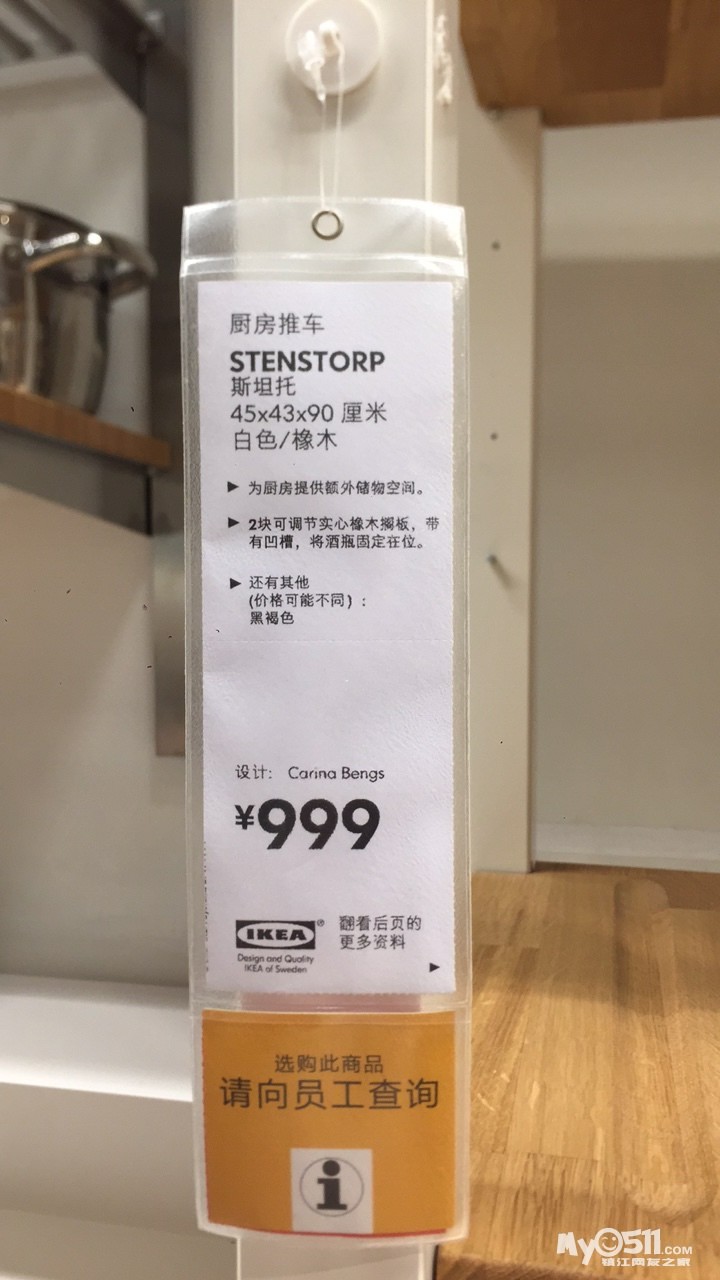 厨房推车
STENSTORP
斯坦托
45x43x90 厘米
白色/橡木
▶ 为厨房提供额外储物空间。
▶ 2块可调节实心橡木搁板，带
有凹槽，将酒瓶固定在位。
▶ 还有其他
(价格可能不同)：
黑褐色
设计： Carina Bengs
¥999
IKEA®
Design and Quality
IKEA of Sweden
翻看后页的
更多资料
▶
选购此商品
请向员工查询
i
My0511.COM
镇江网友之家